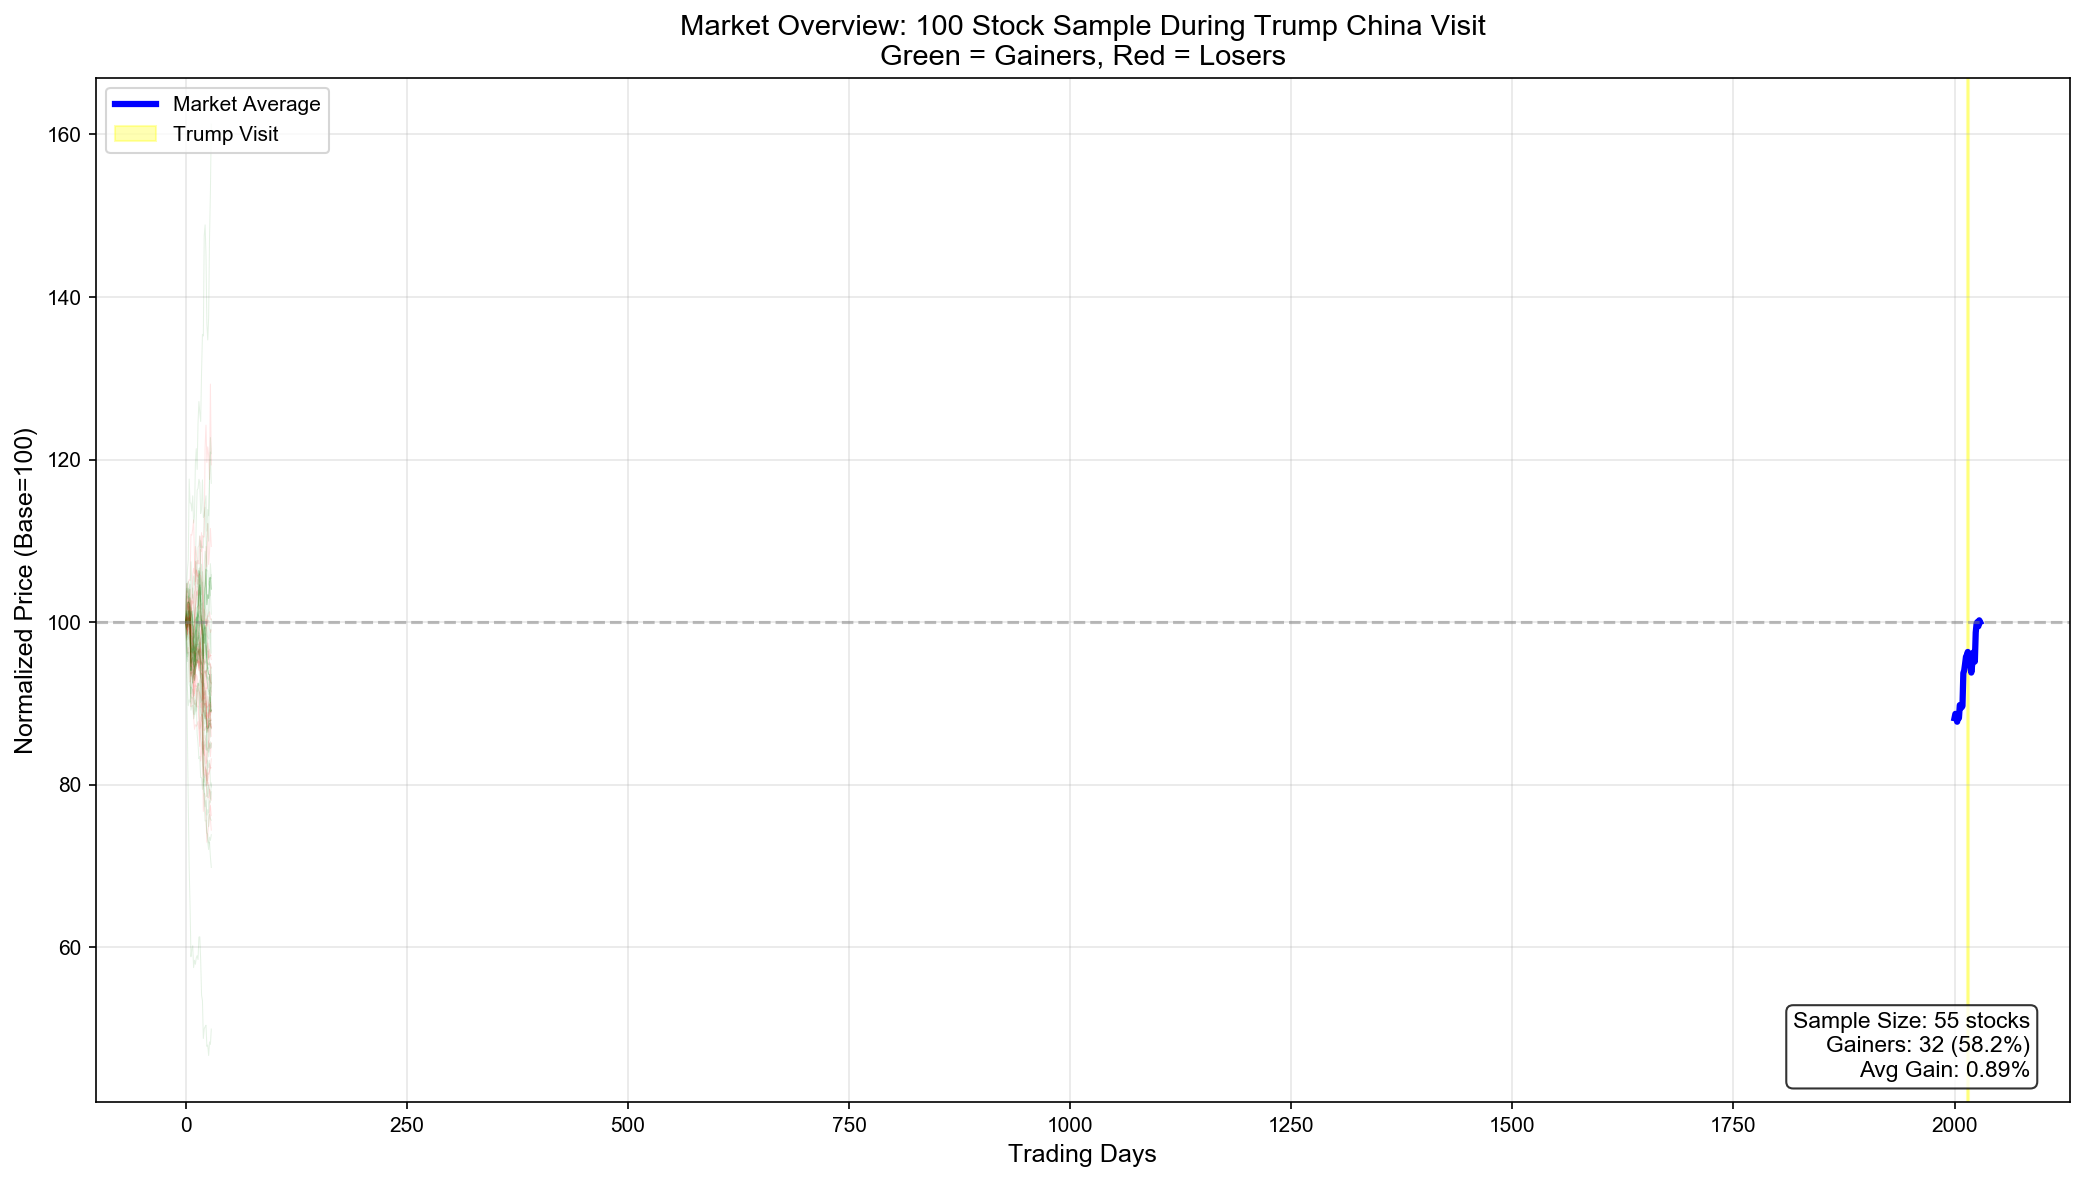 Market Overview: 100 Stock Sample During Trump China Visit
Green = Gainers, Red = Losers
Market Average
Trump Visit
Normalized Price (Base=100)
160
140
120
100
80
60
Sample Size: 55 stocks
Gainers: 32 (58.2%)
Avg Gain: 0.89%
0
250
500
750
1000
1250
1500
1750
2000
Trading Days